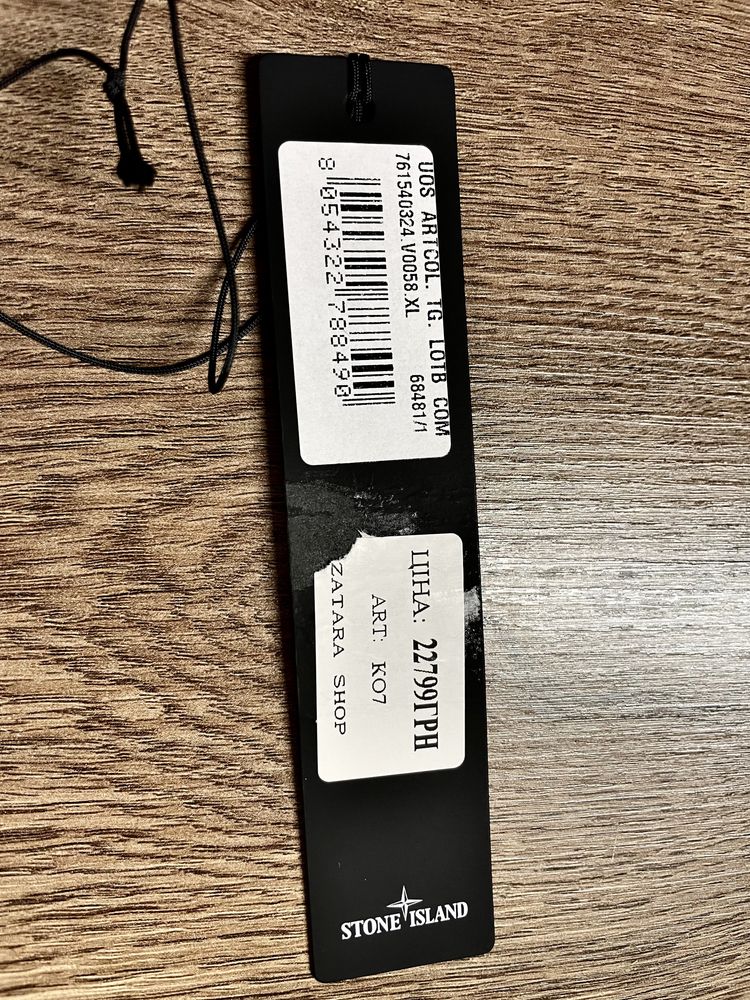 UOS ARTCOL. TG. LOTB COM
761540324.V0058.XL 68481/1
8 054322 788490
ЦІНА: 22799ГРН
ART: KO7
ZATARA SHOP
STONE ISLAND